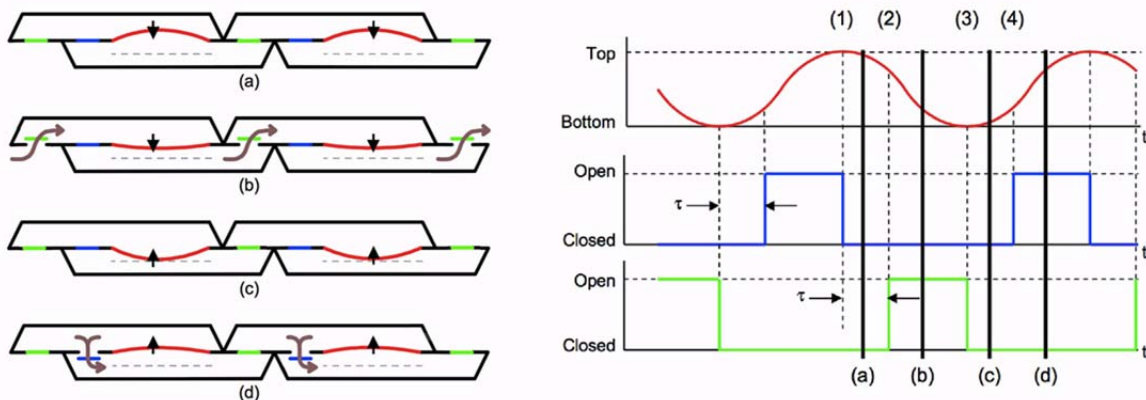 (a)
(b)
(c)
(d)
(1) (2) (3) (4)
Top
Bottom
t
Open
τ
Closed
t
Open
τ
Closed
t
(a) (b) (c) (d)